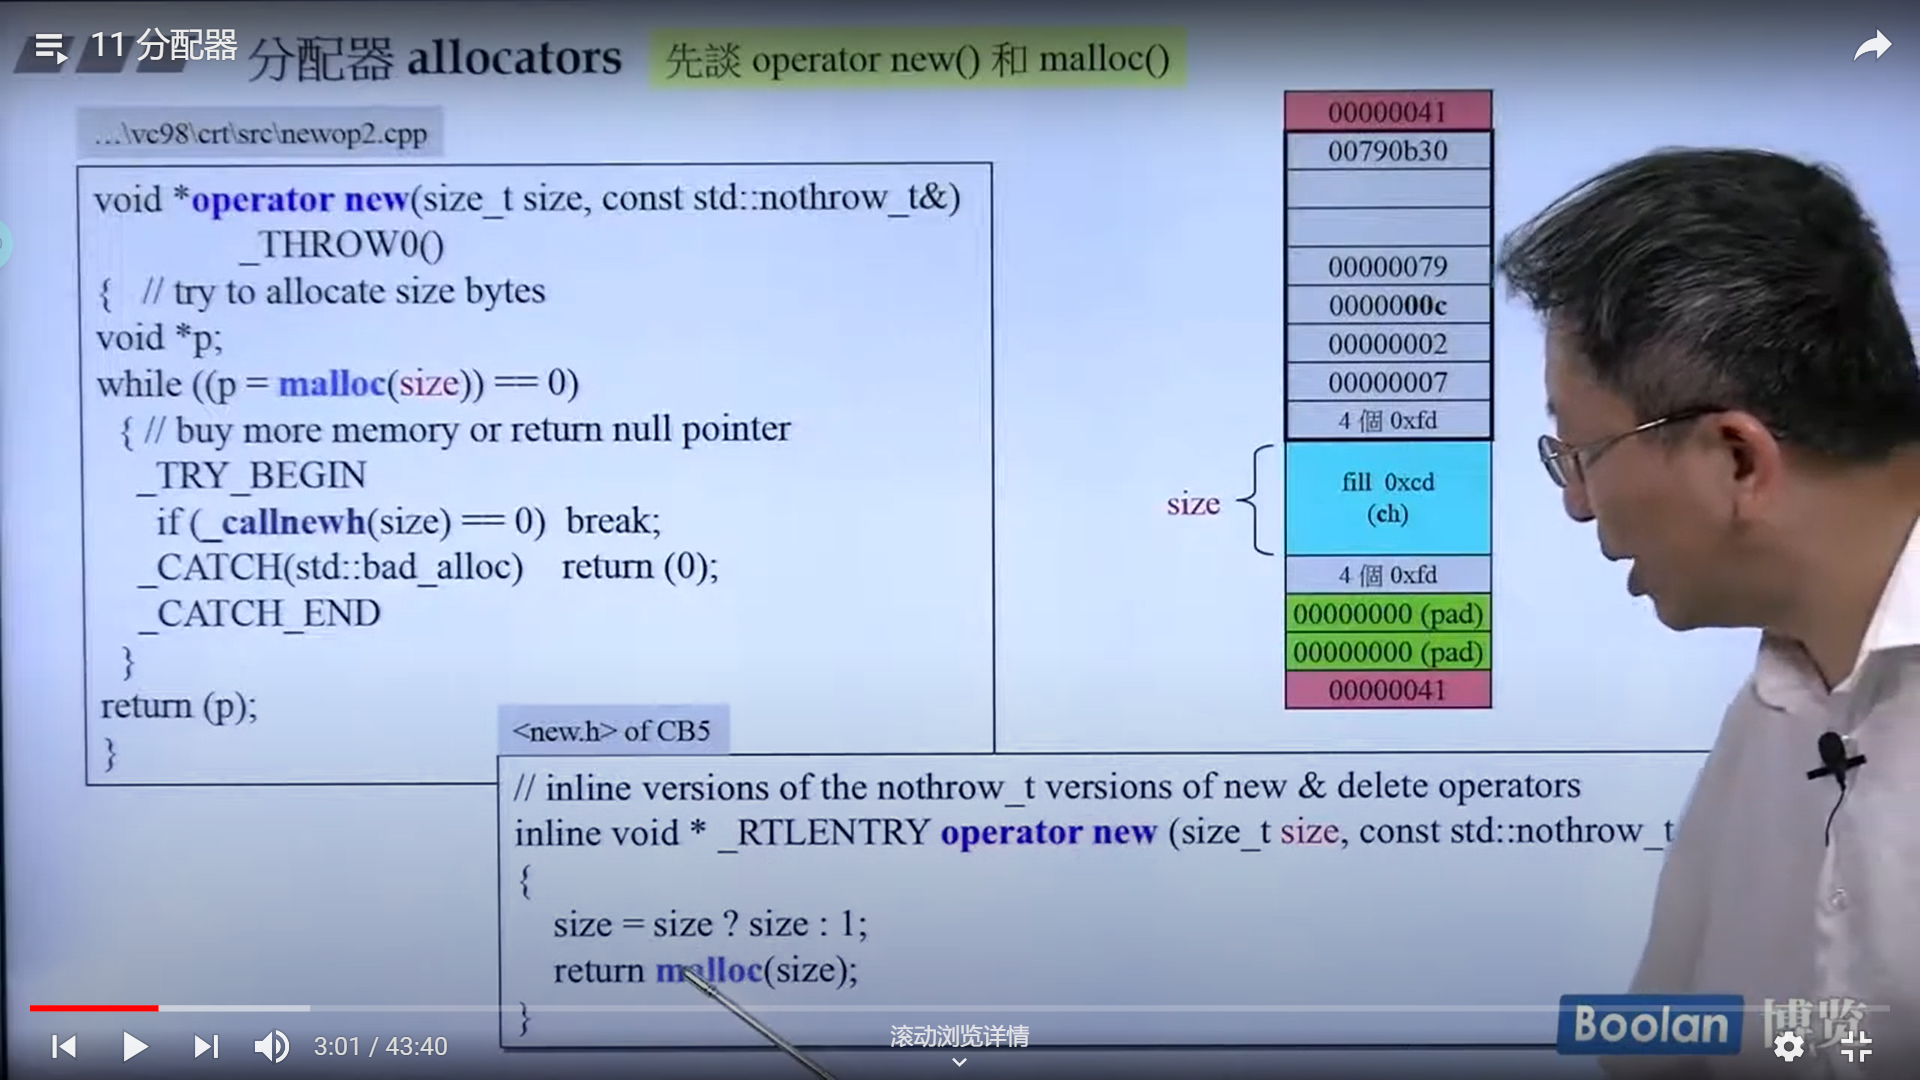 11 分配器
分配器 allocators
先談 operator new() 和 malloc()
...\vc98\crt\src\newop2.cpp
void *operator new(size_t size, const std::nothrow_t&)
_THROW0()
{ // try to allocate size bytes
void *p;
while ((p = malloc(size)) == 0)
{ // buy more memory or return null pointer
_TRY_BEGIN
if (_callnewh(size) == 0) break;
_CATCH(std::bad_alloc) return (0);
_CATCH_END
}
return (p);
}
00000041
00790b30
00000079
0000000c
00000002
00000007
4 個 0xfd
size
fill 0xcd
(ch)
4 個 0xfd
00000000 (pad)
00000000 (pad)
00000041
<new.h> of CB5
// inline versions of the nothrow_t versions of new & delete operators
inline void * _RTLENTRY operator new (size_t size, const std::nothrow_t
{
size = size ? size : 1;
return malloc(size);
}
Boolan 博览
3:01 / 43:40
滚动浏览详情